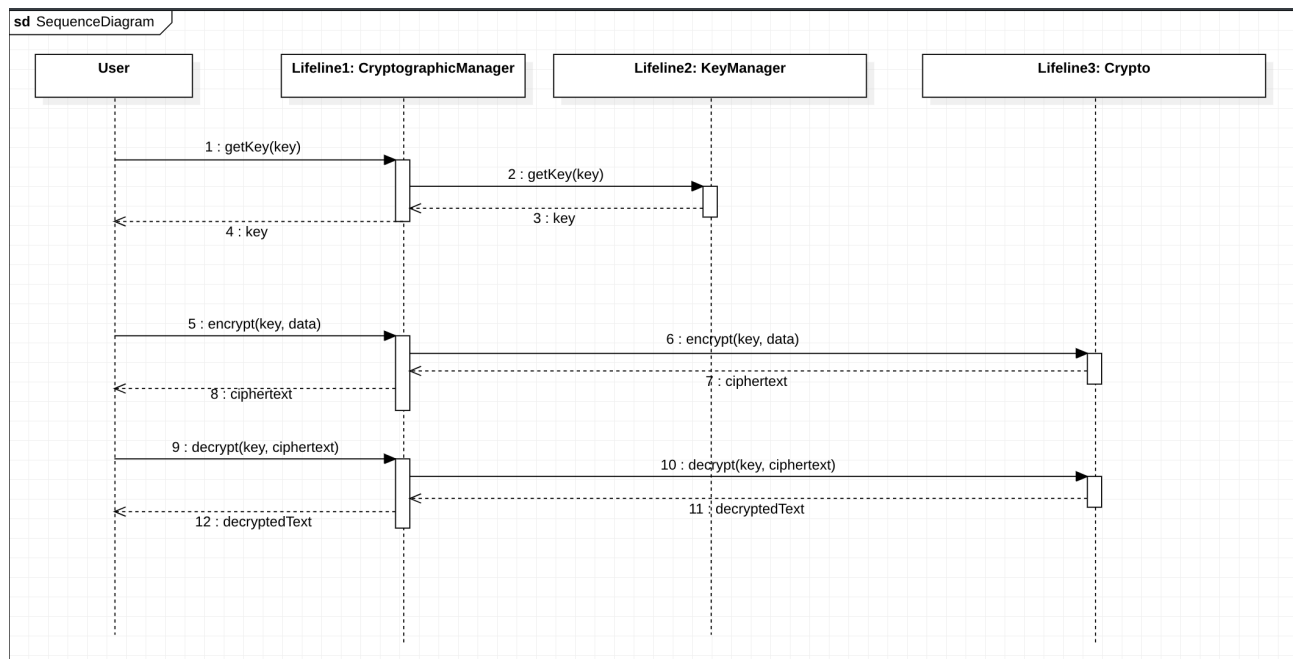 sd SequenceDiagram
User
Lifeline1: CryptographicManager
Lifeline2: KeyManager
Lifeline3: Crypto
1 : getKey(key)
2 : getKey(key)
3 : key
4 : key
5 : encrypt(key, data)
6 : encrypt(key, data)
7 : ciphertext
8 : ciphertext
9 : decrypt(key, ciphertext)
10 : decrypt(key, ciphertext)
11 : decryptedText
12 : decryptedText